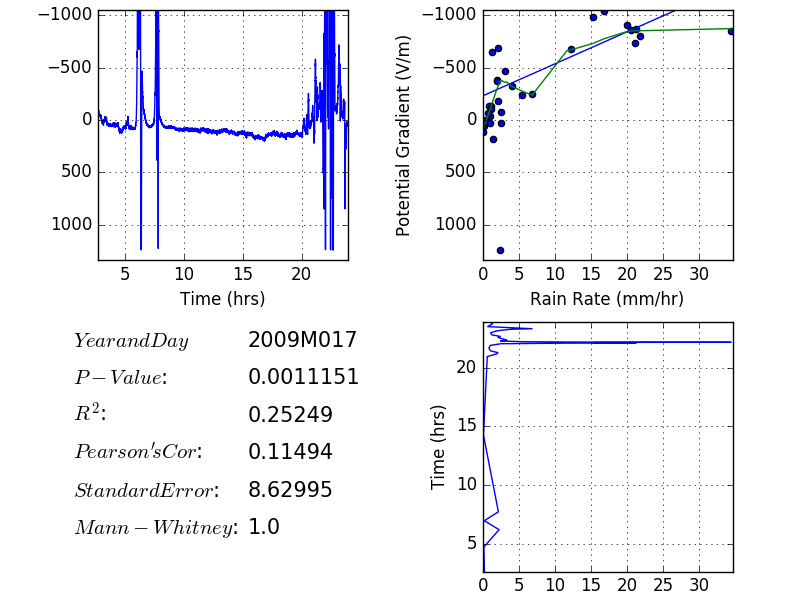 −1000
−500
0
500
1000
5 10 15 20
Time (hrs)
Potential Gradient (V/m)
−1000
−500
0
500
1000
0 5 10 15 20 25 30
Rain Rate (mm/hr)
YearandDay 2009M017
P−Value: 0.0011151
R²: 0.25249
Pearson'sCor: 0.11494
StandardError: 8.62995
Mann−Whitney: 1.0
Time (hrs)
20
15
10
5
0 5 10 15 20 25 30